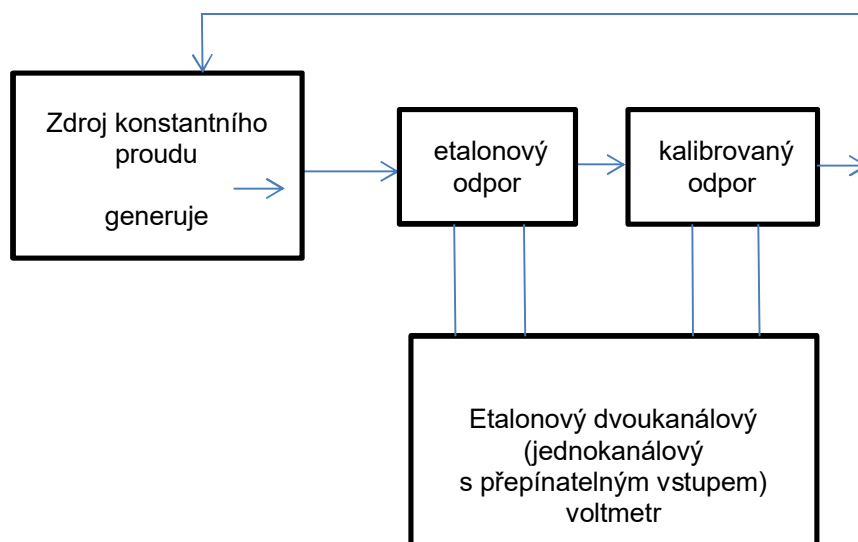 Zdroj konstantního
proudu
generuje
etalonový
odpor
kalibrovaný
odpor
Etalonový dvoukanálový
(jednokanálový
s přepínatelným vstupem)
voltmetr